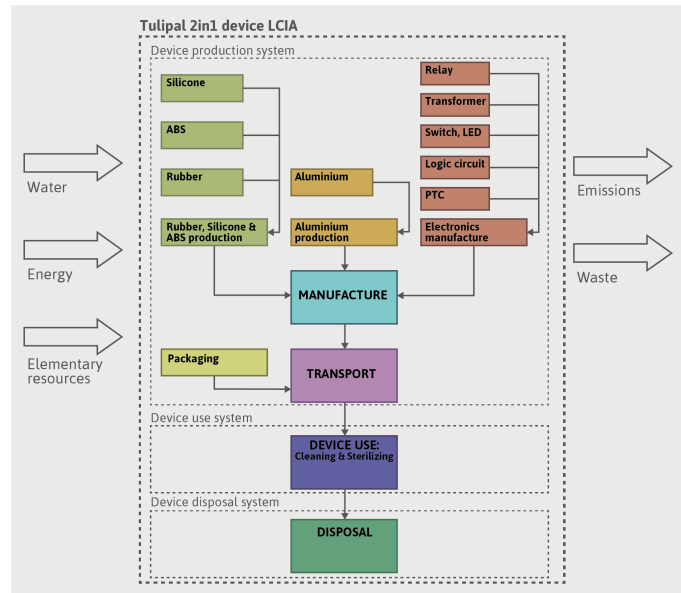 Tulipal 2in1 device LCIA
Device production system
Silicone
ABS
Rubber
Rubber, Silicone &
ABS production
Aluminium
Aluminium
production
Relay
Transformer
Switch, LED
Logic circuit
PTC
Electronics
manufacture
Water
Energy
Elementary
resources
Emissions
Waste
MANUFACTURE
Packaging
TRANSPORT
Device use system
DEVICE USE:
Cleaning & Sterilizing
Device disposal system
DISPOSAL